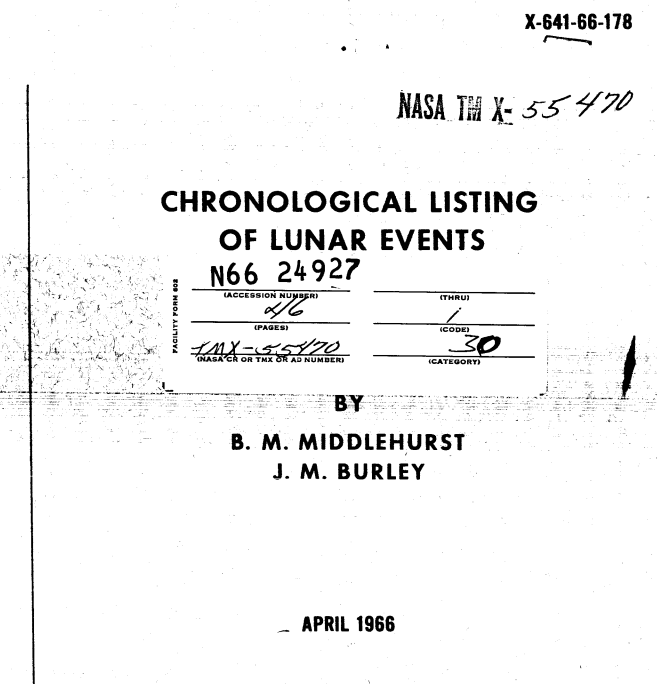 X-641-66-178
NASA TM X- 55470
CHRONOLOGICAL LISTING
OF LUNAR EVENTS
FACILITY FORM 602
N66 24927
(ACCESSION NUMBER)
(THRU)
46
1
(PAGES)
(CODE)
TMX-55470
30
(NASA CR OR TMX OR AD NUMBER)
(CATEGORY)
BY
B. M. MIDDLEHURST
J. M. BURLEY
APRIL 1966